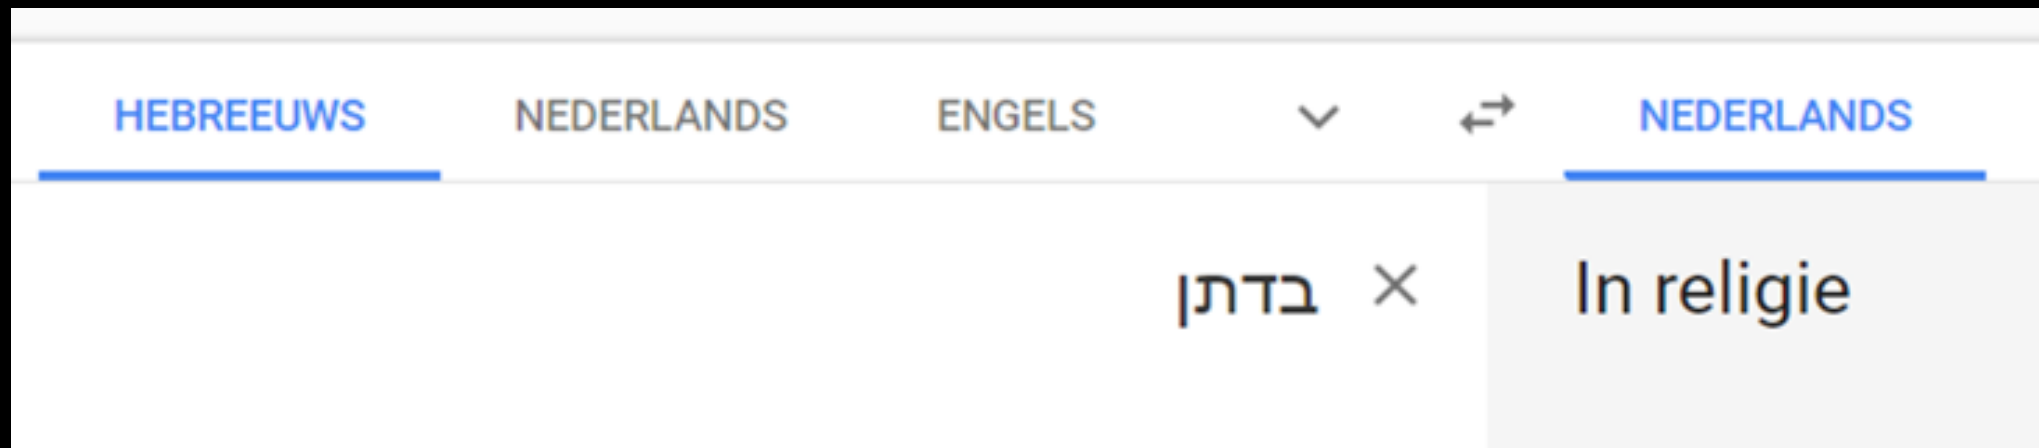 HEBREEUWS NEDERLANDS ENGELS NEDERLANDS
בדתן
In religie